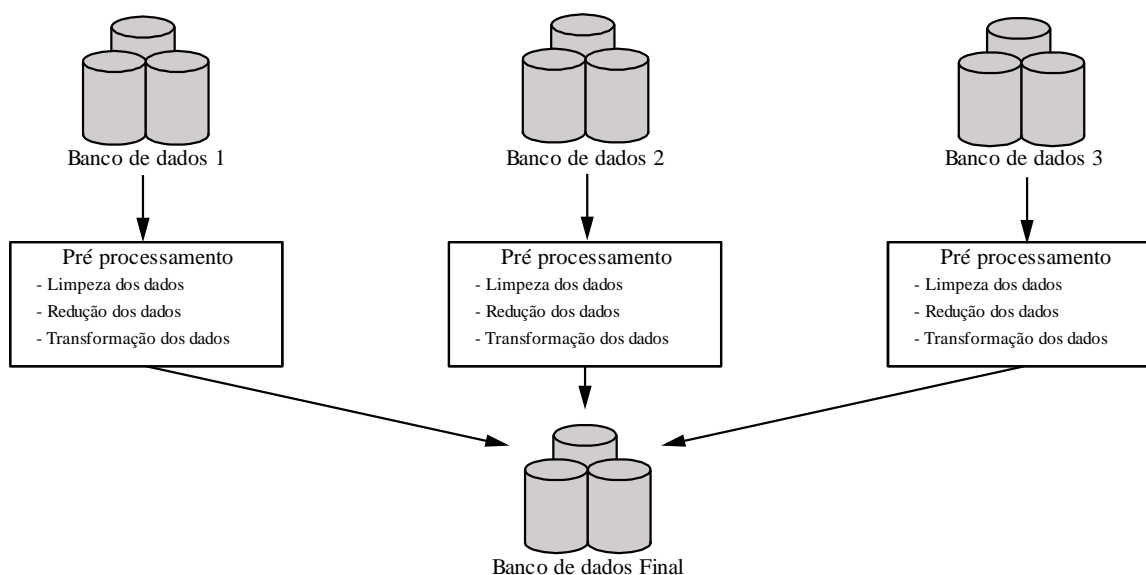 Banco de dados 1
Banco de dados 2
Banco de dados 3
Pré processamento
- Limpeza dos dados
- Redução dos dados
- Transformação dos dados
Pré processamento
- Limpeza dos dados
- Redução dos dados
- Transformação dos dados
Pré processamento
- Limpeza dos dados
- Redução dos dados
- Transformação dos dados
Banco de dados Final